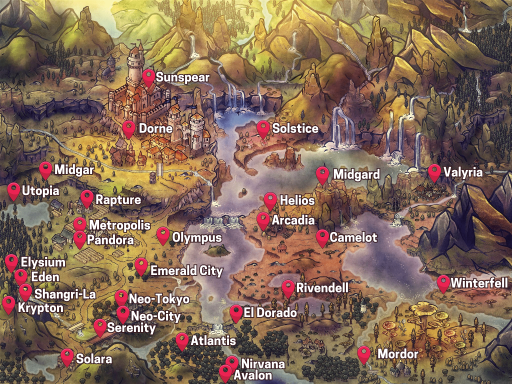 Sunspear
Dorne
Solstice
Midgar
Midgard
Valyria
Utopia
Rapture
Helios
Arcadia
Metropolis
Pandora
Olympus
Camelot
Elysium
Emerald City
Eden
Shangri-La
Krypton
Rivendell
Winterfell
Neo-Tokyo
Neo-City
El Dorado
Serenity
Atlantis
Solara
Mordor
Nirvana
Avalon